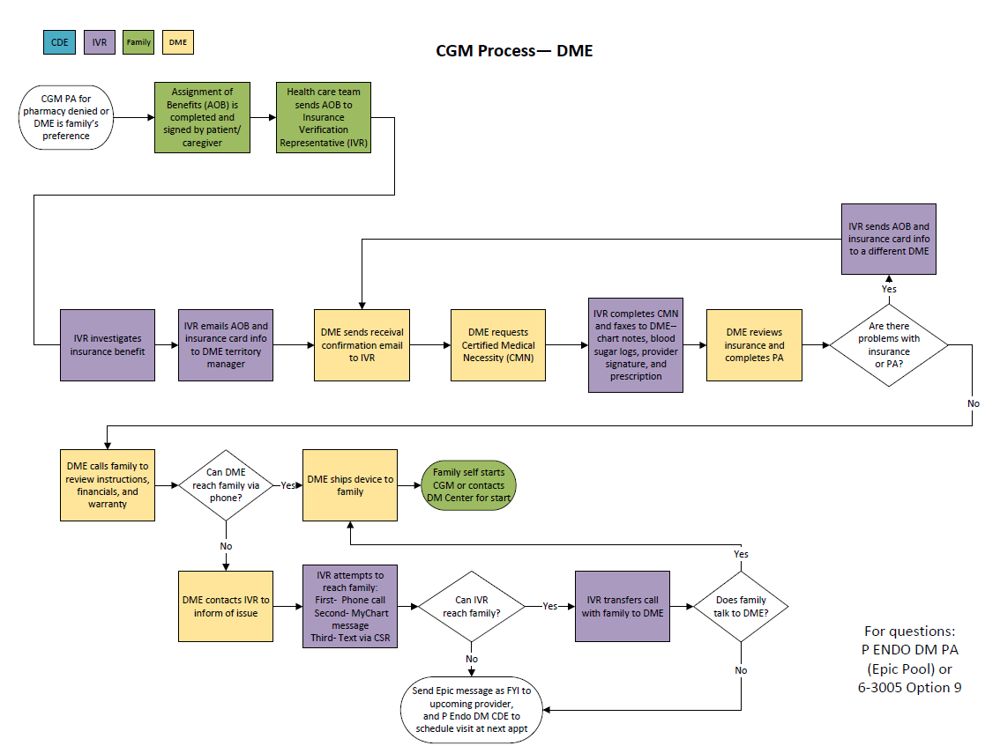 CDE
IVR
Family
DME
CGM Process— DME
CGM PA for
pharmacy denied or
DME is family’s
preference
Assignment of
Benefits (AOB) is
completed and
signed by patient/
caregiver
Health care team
sends AOB to
Insurance
Verification
Representative (IVR)
IVR sends AOB and
insurance card info
to a different DME
Yes
IVR investigates
insurance benefit
IVR emails AOB and
insurance card info
to DME territory
manager
DME sends receival
confirmation email
to IVR
DME requests
Certified Medical
Necessity (CMN)
IVR completes CMN
and faxes to DME—
chart notes, blood
sugar logs, provider
signature, and
prescription
DME reviews
insurance and
completes PA
Are there
problems with
insurance
or PA?
No
DME calls family to
review instructions,
financials, and
warranty
Can DME
reach family via
phone?
Yes
DME ships device to
family
Family self starts
CGM or contacts
DM Center for start
No
Yes
DME contacts IVR to
inform of issue
IVR attempts to
reach family:
First- Phone call
Second- MyChart
message
Third- Text via CSR
Can IVR
reach family?
Yes
IVR transfers call
with family to DME
Does family
talk to DME?
No
No
Send Epic message as FYI to
upcoming provider,
and P Endo DM CDE to
schedule visit at next appt
For questions:
P ENDO DM PA
(Epic Pool) or
6-3005 Option 9